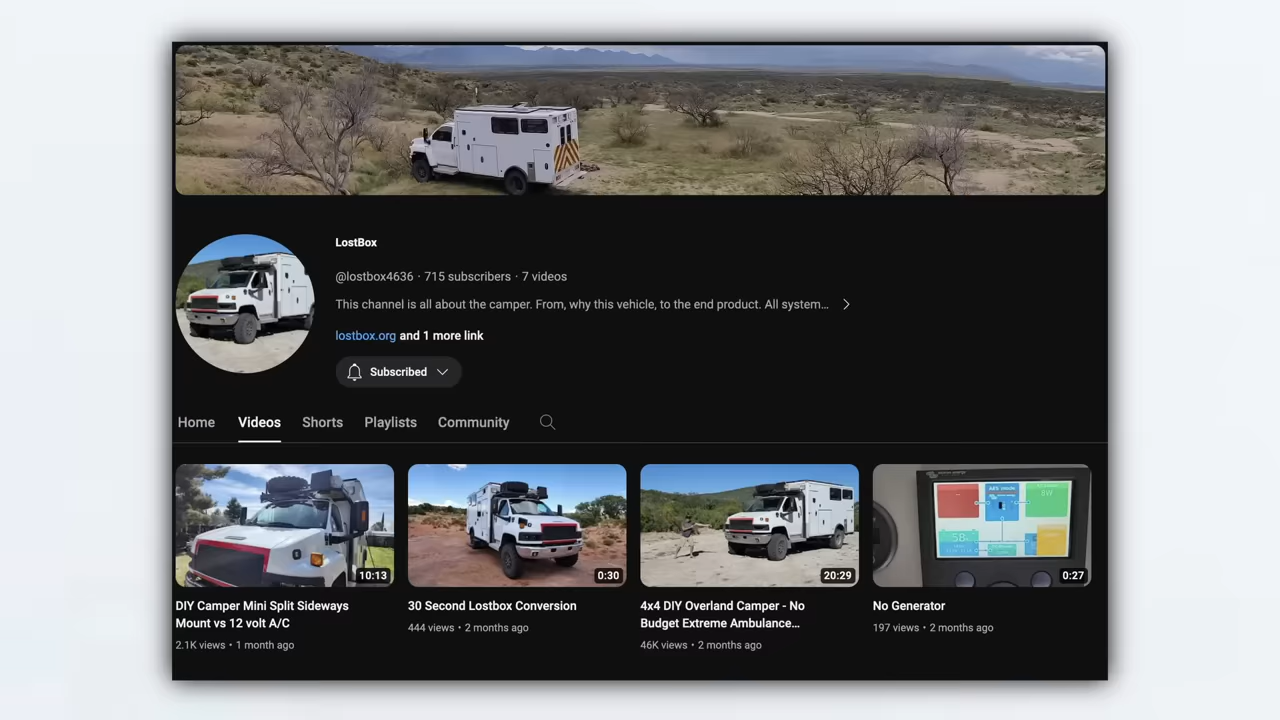 LostBox
@lostbox4636 · 715 subscribers · 7 videos
This channel is all about the camper. From, why this vehicle, to the end product. All system...
lostbox.org and 1 more link
Subscribed
Home Videos Shorts Playlists Community
10:13
0:30
20:29
0:27
DIY Camper Mini Split Sideways
Mount vs 12 volt A/C
2.1K views • 1 month ago
30 Second Lostbox Conversion
444 views • 2 months ago
4x4 DIY Overland Camper - No
Budget Extreme Ambulance...
46K views • 2 months ago
No Generator
197 views • 2 months ago